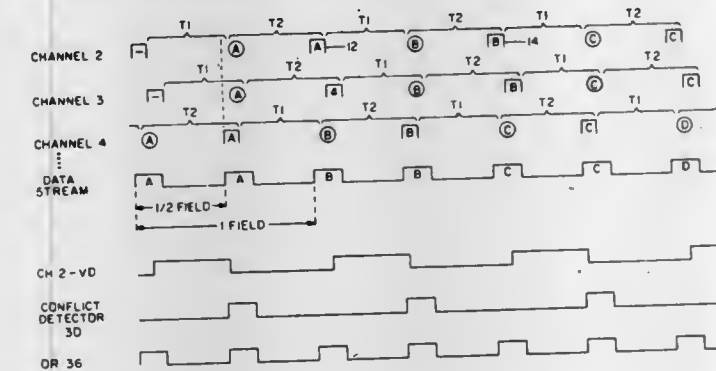 T1 T2 T1 T2 T1 T2
CHANNEL 2 – Ⓐ A 12 Ⓑ B 14 Ⓒ C
T1 T2 T1 T2 T1 T2
CHANNEL 3 – Ⓐ Ⓑ B Ⓒ C
T2 T1 T2 T1 T2 T1
CHANNEL 4 Ⓐ A Ⓑ B Ⓒ C Ⓓ
DATA STREAM A A B B C C D
1/2 FIELD
1 FIELD
CH 2-VD
CONFLICT
DETECTOR
3D
OR 36